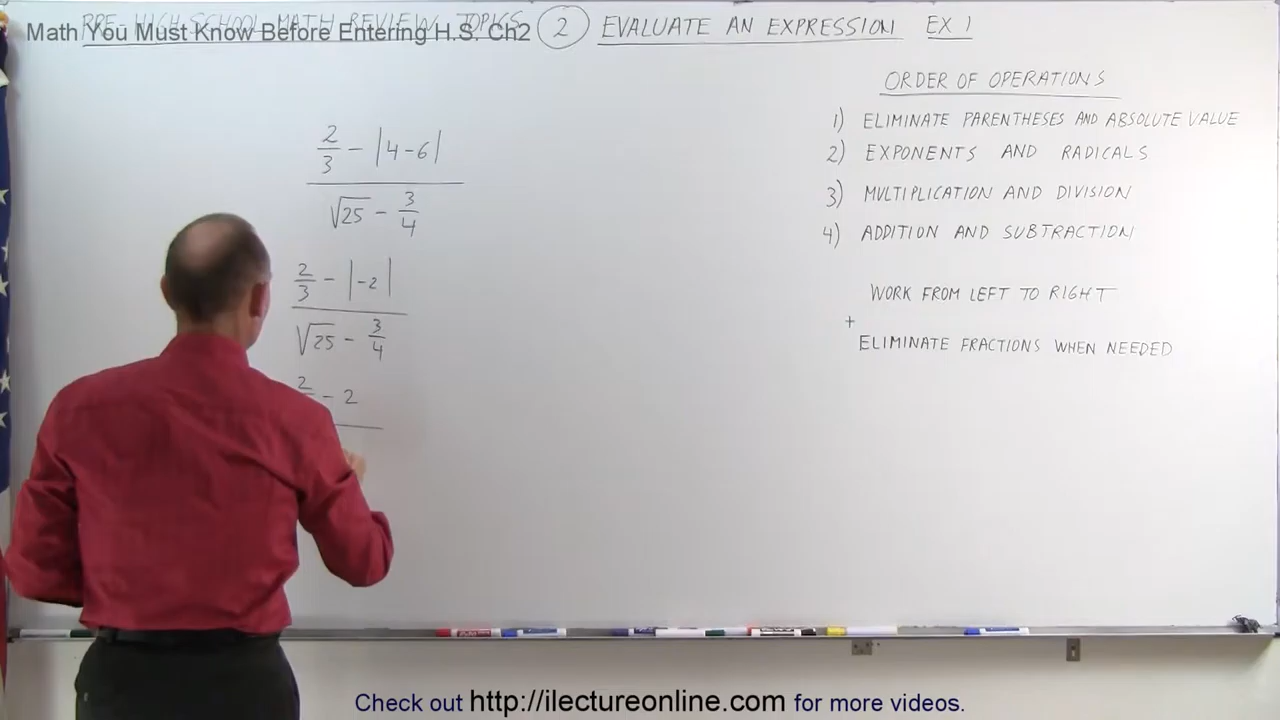 PRE-HIGH SCHOOL MATH REVIEW TOPICS 2 EVALUATE AN EXPRESSION EX 1
Math You Must Know Before Entering H.S. Ch2
ORDER OF OPERATIONS
1) ELIMINATE PARENTHESES AND ABSOLUTE VALUE
2) EXPONENTS AND RADICALS
3) MULTIPLICATION AND DIVISION
4) ADDITION AND SUBTRACTION
WORK FROM LEFT TO RIGHT
+
ELIMINATE FRACTIONS WHEN NEEDED
2/3 - |4-6|
√25 - 3/4
2/3 - |-2|
√25 - 3/4
2 - 2
Check out http://ilectureonline.com for more videos.